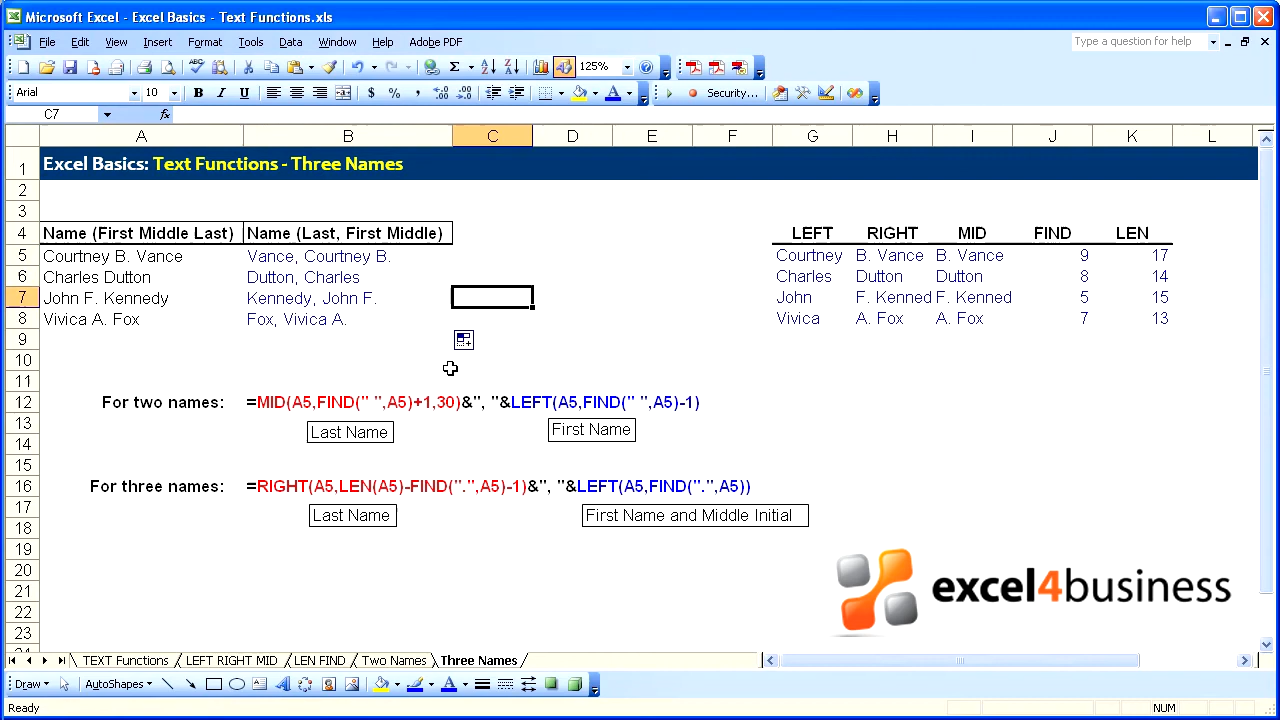 Microsoft Excel - Excel Basics - Text Functions.xls
File Edit View Insert Format Tools Data Window Help Adobe PDF Type a question for help
125%
Arial 10 B I U $ % , Security...
C7 fx
A B C D E F G H I J K L
1 Excel Basics: Text Functions - Three Names
2
3
4 Name (First Middle Last) Name (Last, First Middle) LEFT RIGHT MID FIND LEN
5 Courtney B. Vance Vance, Courtney B. Courtney B. Vance B. Vance 9 17
6 Charles Dutton Dutton, Charles Charles Dutton Dutton 8 14
7 John F. Kennedy Kennedy, John F. John F. Kenned F. Kenned 5 15
8 Vivica A. Fox Fox, Vivica A. Vivica A. Fox A. Fox 7 13
9
10
11
12 For two names: =MID(A5,FIND(" ",A5)+1,30)&", "&LEFT(A5,FIND(" ",A5)-1)
13 Last Name First Name
14
15
16 For three names: =RIGHT(A5,LEN(A5)-FIND(".",A5)-1)&", "&LEFT(A5,FIND(".",A5))
17 Last Name First Name and Middle Initial
18
19
20
21
22
23
excel4business
TEXT Functions LEFT RIGHT MID LEN FIND Two Names Three Names
Draw AutoShapes
Ready NUM